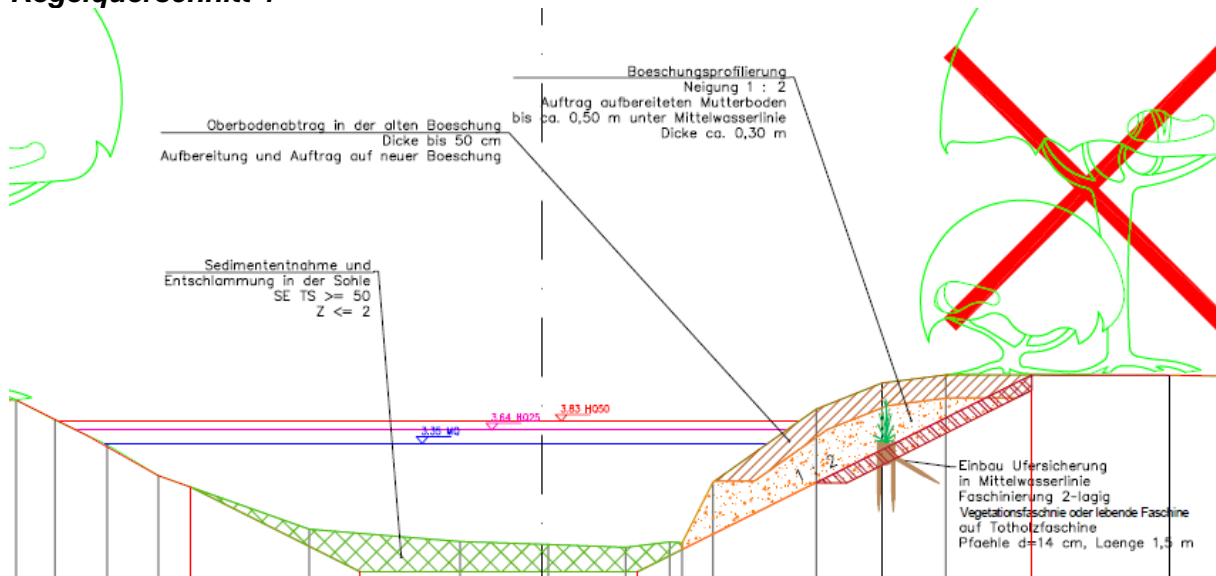 Regelquerschnitt
Boeschungsprofilierung
Neigung 1 : 2
Auftrag aufbereiteten Mutterboden
bis ca. 0,50 m unter Mittelwasserlinie
Dicke ca. 0,30 m
Oberbodenabtrag in der alten Boeschung
Dicke bis 50 cm
Aufbereitung und Auftrag auf neuer Boeschung
Sedimententnahme und
Entschlammung in der Sohle
SE TS >= 50
Z <= 2
3.83 HQ50
3.64 HQ25
3.35 MQ
1 : 2
Einbau Ufersicherung
in Mittelwasserlinie
Faschinierung 2-lagig
Vegetationsfaschnie oder lebende Faschine
auf Totholzfaschine
Pfaehle d=14 cm, Laenge 1,5 m